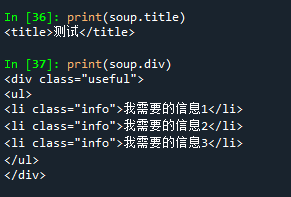 In [36]: print(soup.title)
<title>测试</title>
In [37]: print(soup.div)
<div class="useful">
<ul>
<li class="info">我需要的信息1</li>
<li class="info">我需要的信息2</li>
<li class="info">我需要的信息3</li>
</ul>
</div>